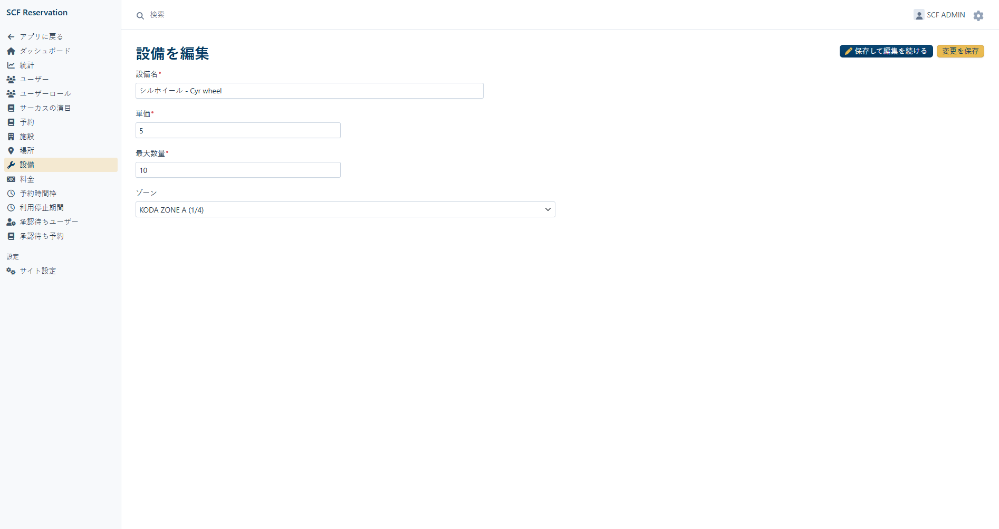 SCF Reservation
アプリに戻る
ダッシュボード
統計
ユーザー
ユーザーロール
サーカスの演目
予約
施設
場所
設備
料金
予約時間枠
利用停止期間
承認待ちユーザー
承認待ち予約
設定
サイト設定
検索
SCF ADMIN
設備を編集
保存して編集を続ける
変更を保存
設備名*
シルホイール - Cyr wheel
単価*
5
最大数量*
10
ゾーン
KODA ZONE A (1/4)